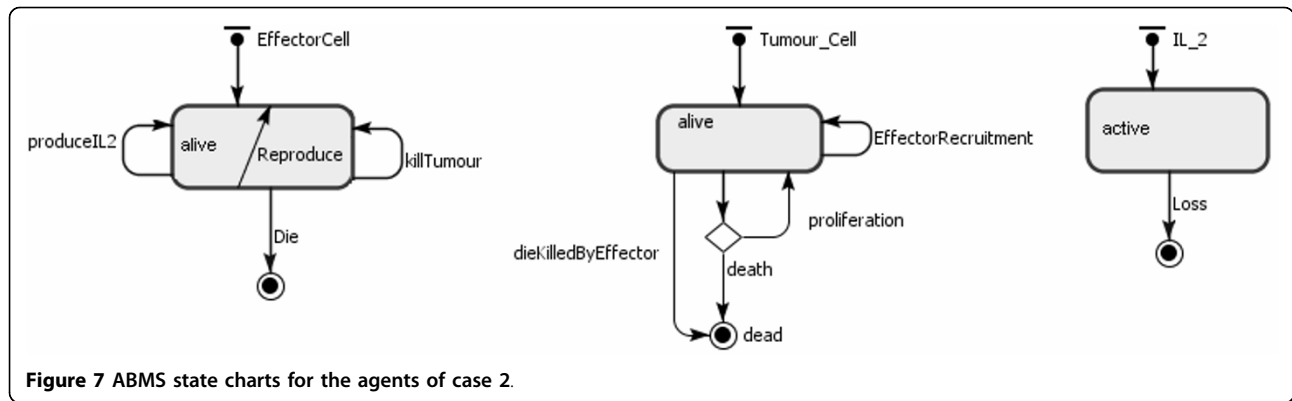 EffectorCell
produceIL2
alive
Reproduce
killTumour
Die
Tumour_Cell
alive
EffectorRecruitment
proliferation
dieKilledByEffector
death
dead
IL_2
active
Loss
Figure 7 ABMS state charts for the agents of case 2.